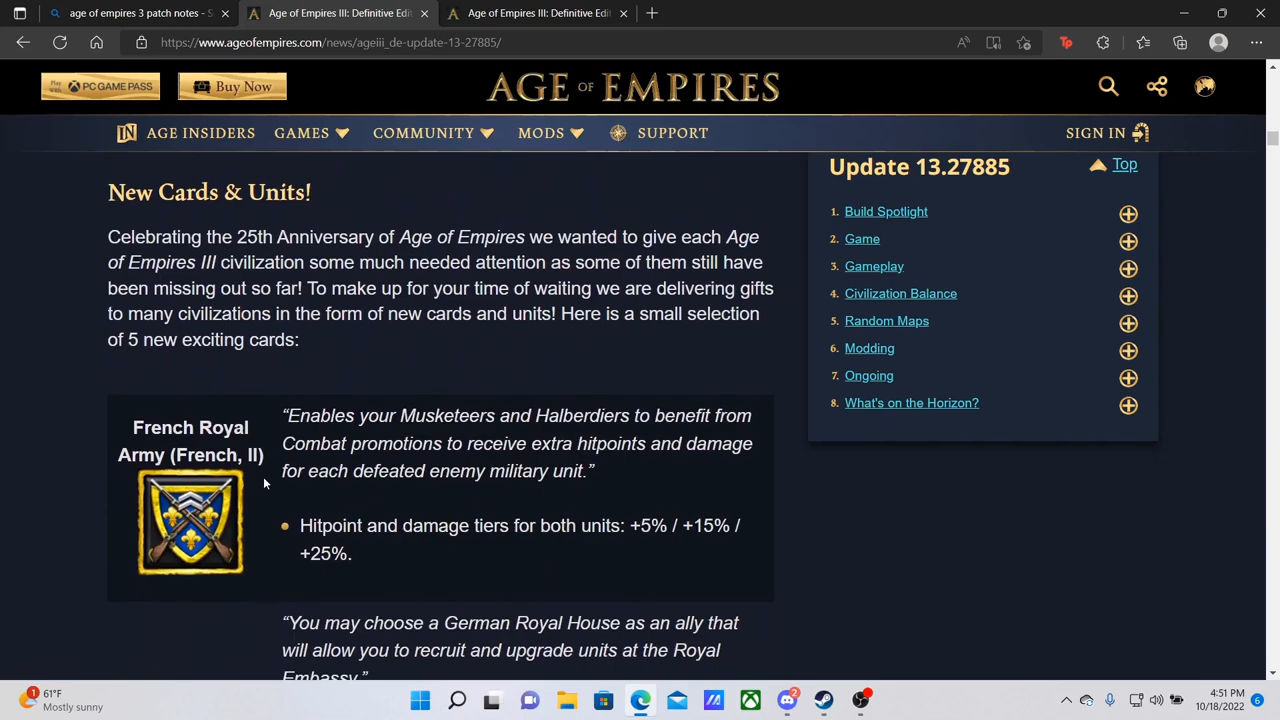 age of empires 3 patch notes - S
Age of Empires III: Definitive Edit
Age of Empires III: Definitive Edit
https://www.ageofempires.com/news/ageiii_de-update-13-27885/
Play with
PC GAME PASS
Buy Now
AGE OF EMPIRES
AGE INSIDERS
GAMES
COMMUNITY
MODS
SUPPORT
SIGN IN
New Cards & Units!
Celebrating the 25th Anniversary of Age of Empires we wanted to give each Age
of Empires III civilization some much needed attention as some of them still have
been missing out so far! To make up for your time of waiting we are delivering gifts
to many civilizations in the form of new cards and units! Here is a small selection
of 5 new exciting cards:
French Royal
Army (French, II)
“Enables your Musketeers and Halberdiers to benefit from
Combat promotions to receive extra hitpoints and damage
for each defeated enemy military unit.”
Hitpoint and damage tiers for both units: +5% / +15% /
+25%.
“You may choose a German Royal House as an ally that
will allow you to recruit and upgrade units at the Royal
Embassy.”
Update 13.27885
Top
1. Build Spotlight
2. Game
3. Gameplay
4. Civilization Balance
5. Random Maps
6. Modding
7. Ongoing
8. What's on the Horizon?
1
61°F
Mostly sunny
2
4:51 PM
10/18/2022
6